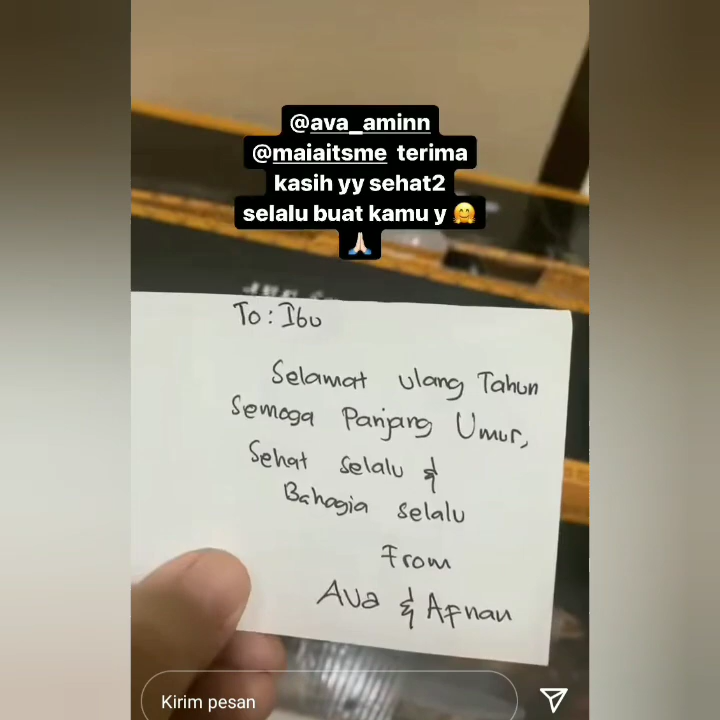 @ava_aminn
@maiaitsme terima
kasih yy sehat2
selalu buat kamu y 🤗
🙏🏻
To: Ibu
Selamat ulang Tahun
Semoga Panjang Umur,
Sehat selalu &
Bahagia selalu
From
Ava & Afnan
Kirim pesan